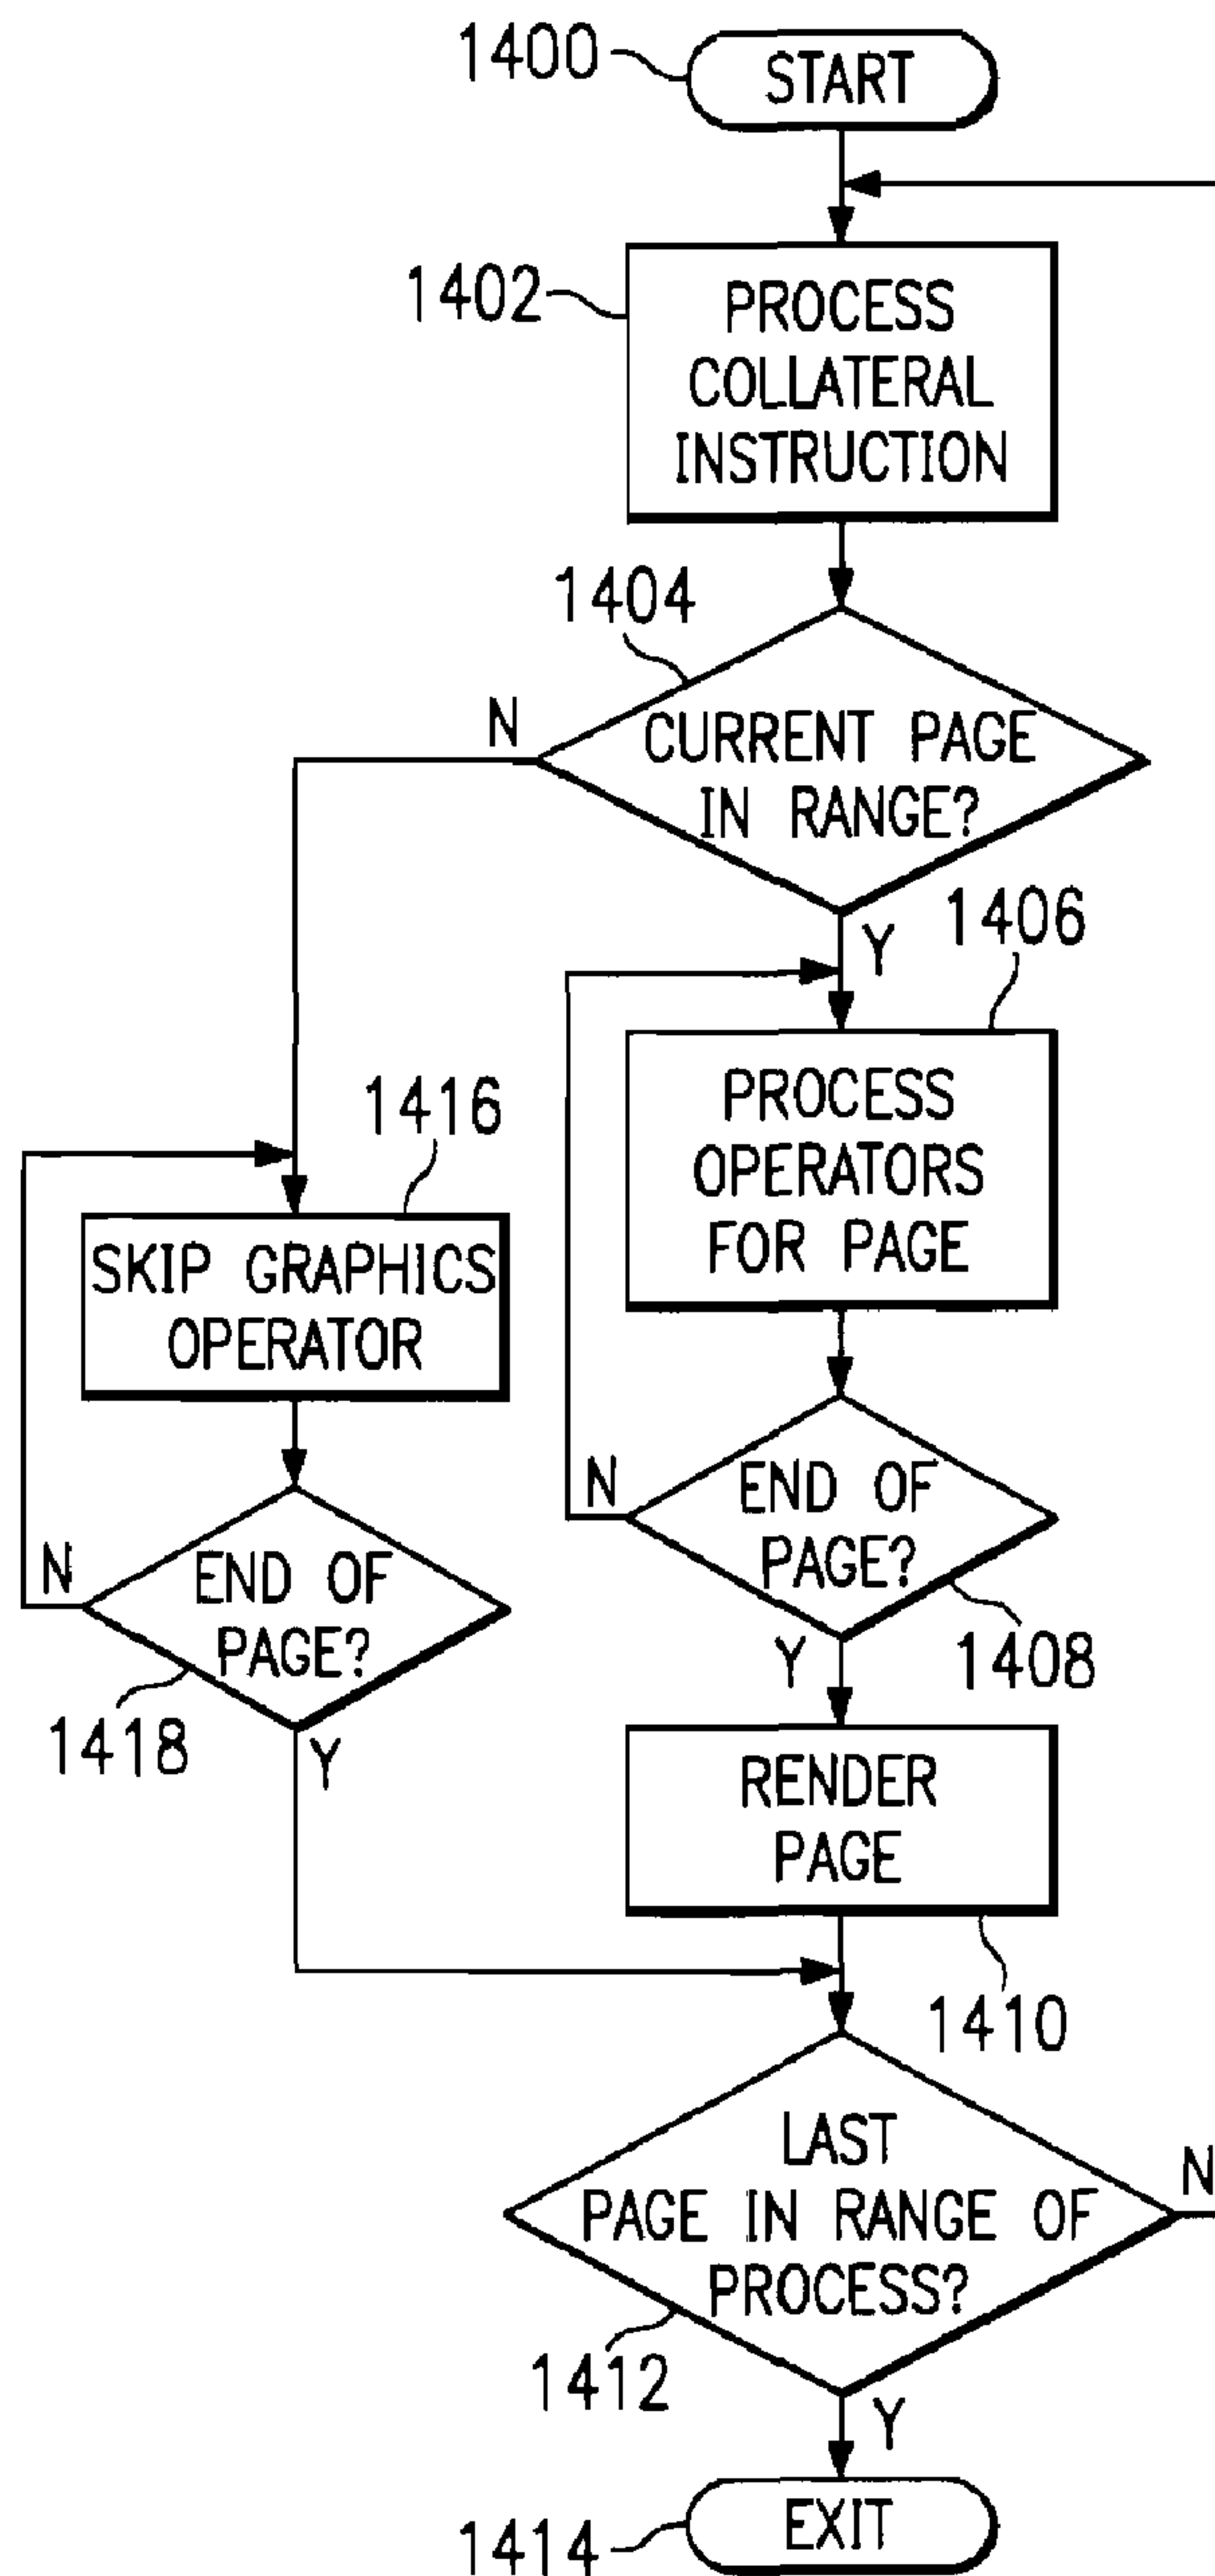 1400
START
1402
PROCESS
COLLATERAL
INSTRUCTION
1404
N
CURRENT PAGE
IN RANGE?
Y
1406
PROCESS
OPERATORS
FOR PAGE
1416
SKIP GRAPHICS
OPERATOR
N
END OF
PAGE?
1408
Y
N
END OF
PAGE?
1418
Y
RENDER
PAGE
1410
LAST
PAGE IN RANGE OF
PROCESS?
N
1412
Y
EXIT
1414